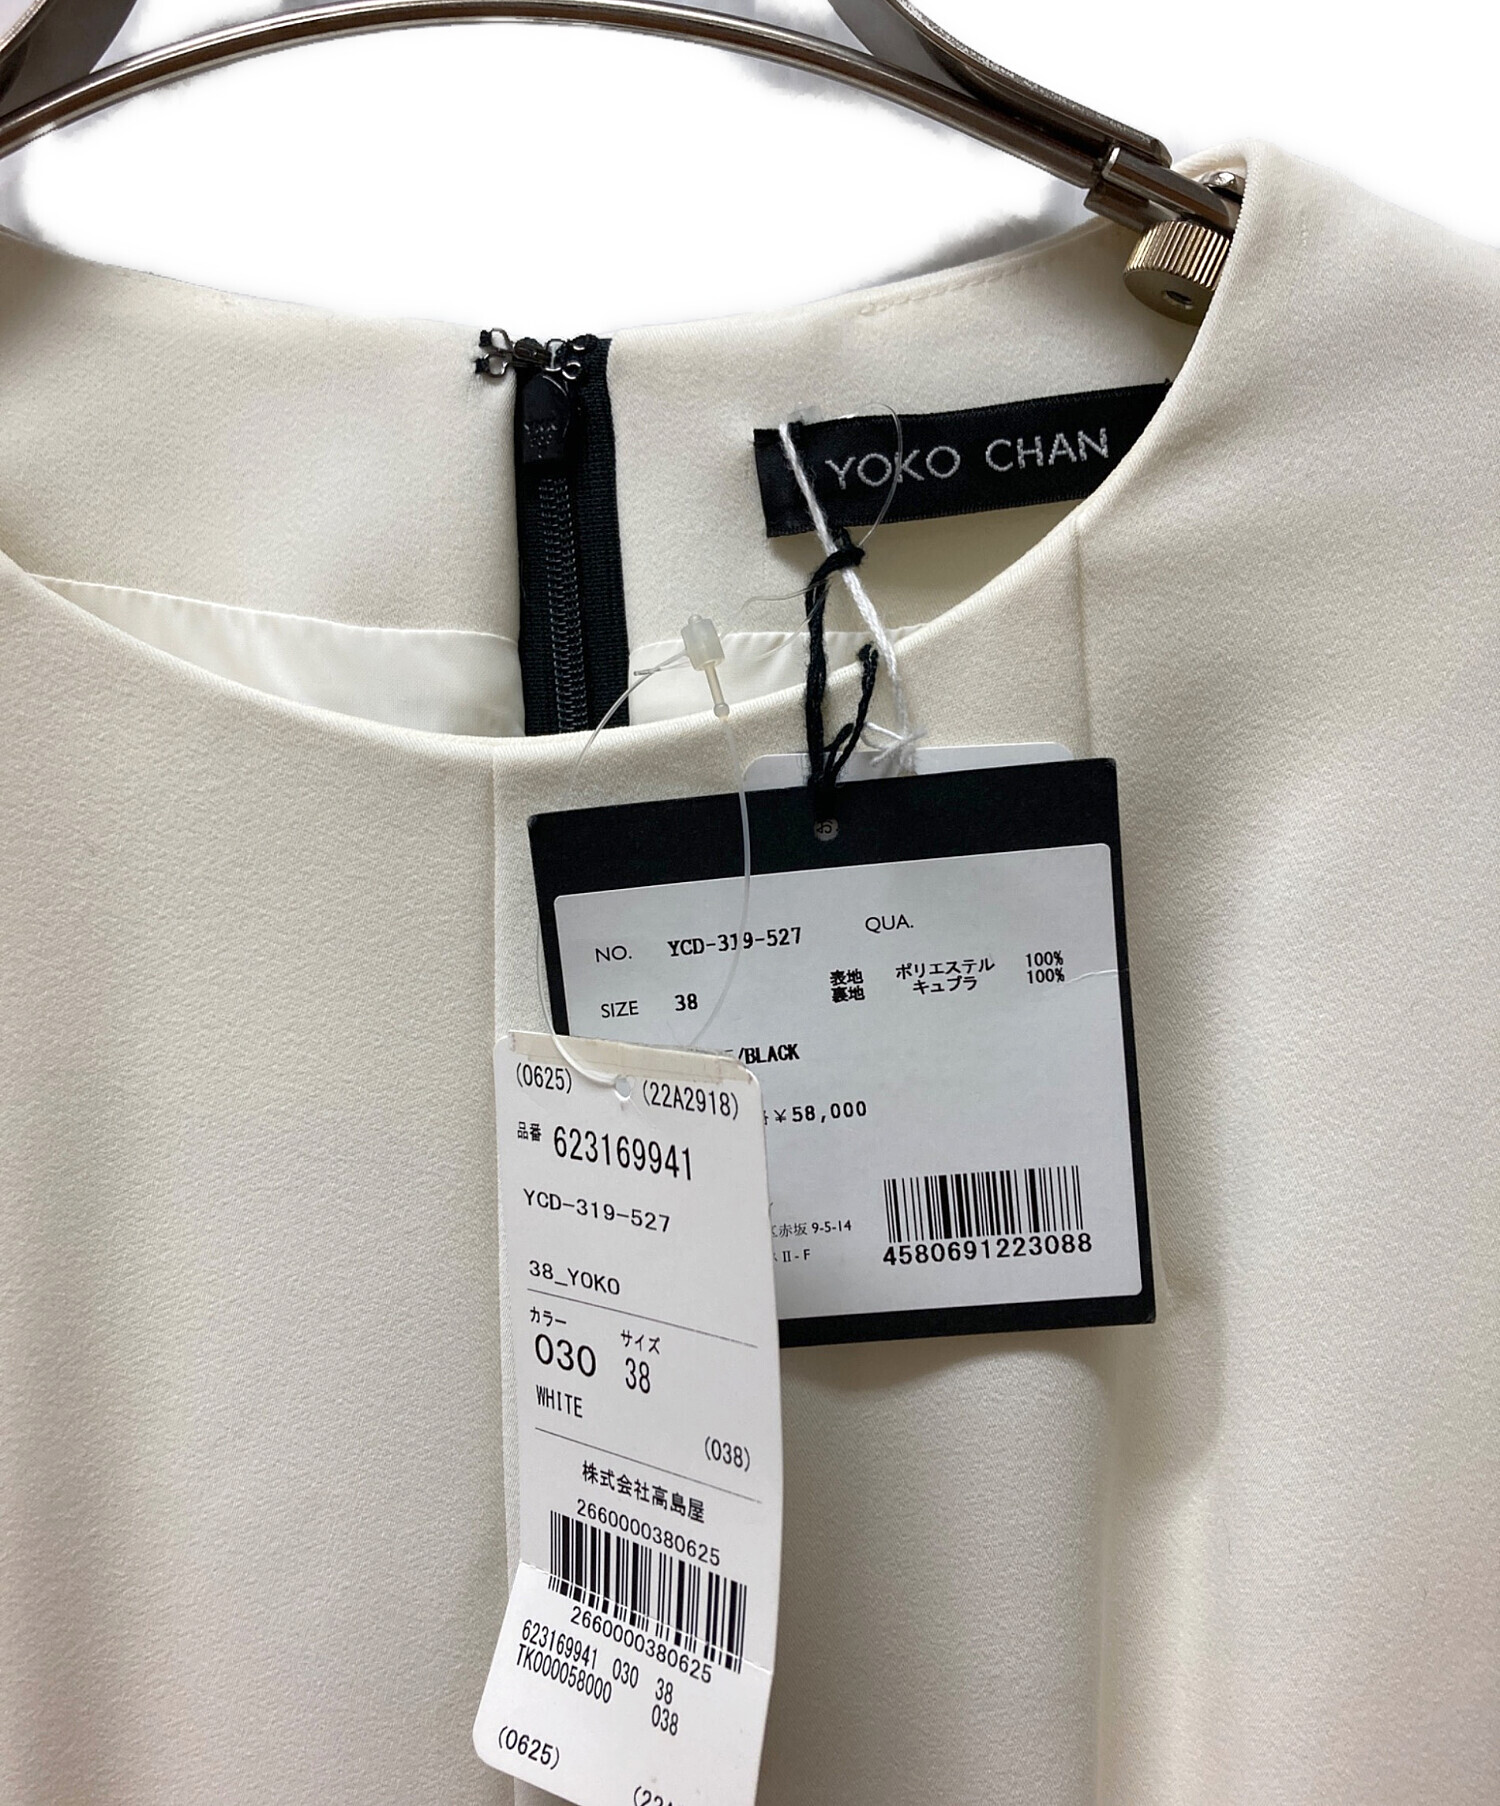 YOKO CHAN
お
NO. YCD-319-527 QUA.
表地 ポリエステル 100%
裏地 キュプラ 100%
SIZE 38
/BLACK
¥58,000
赤坂 9-5-14
II-F
4580691223088
(0625) (22A2918)
品番 623169941
YCD-319-527
38_YOKO
カラー サイズ
030 38
WHITE
(038)
株式会社高島屋
2660000380625
2660000380625
623169941 030 38
TK000058000 038
(0625)